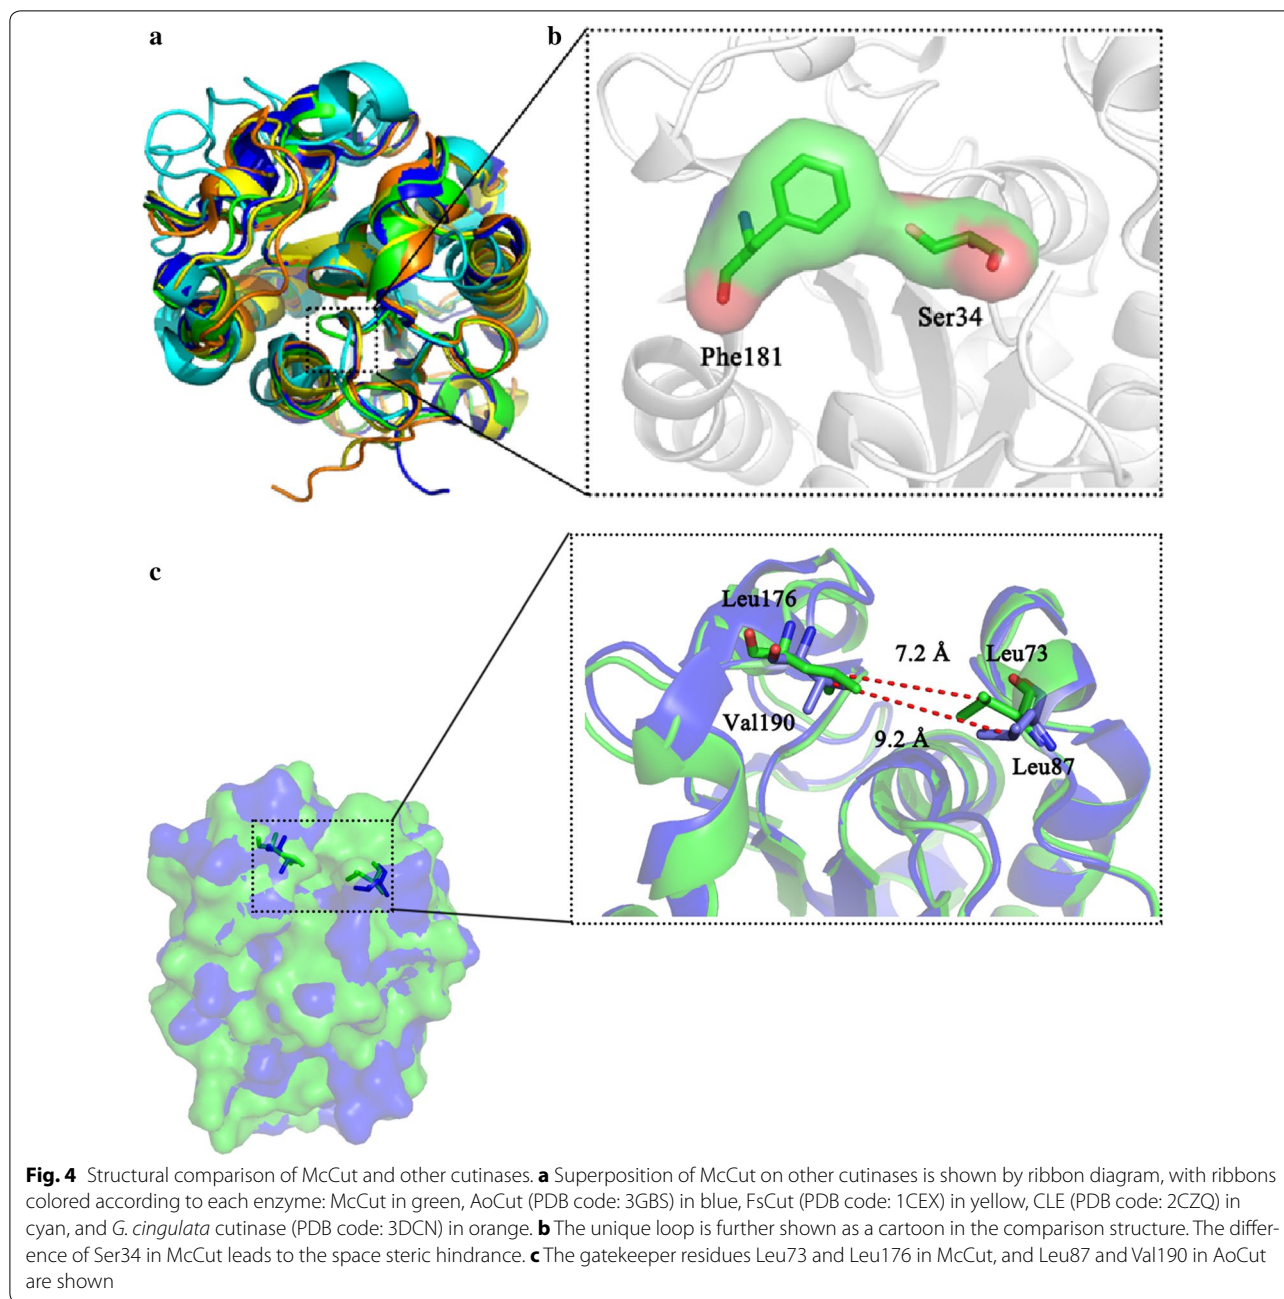 a
b
Phe181
Ser34
c
Leu176
7.2 Å
Leu73
Val190
9.2 Å
Leu87
Fig. 4 Structural comparison of McCut and other cutinases. a Superposition of McCut on other cutinases is shown by ribbon diagram, with ribbons
colored according to each enzyme: McCut in green, AoCut (PDB code: 3GBS) in blue, FsCut (PDB code: 1CEX) in yellow, CLE (PDB code: 2CZQ) in
cyan, and G. cingulata cutinase (PDB code: 3DCN) in orange. b The unique loop is further shown as a cartoon in the comparison structure. The differ-
ence of Ser34 in McCut leads to the space steric hindrance. c The gatekeeper residues Leu73 and Leu176 in McCut, and Leu87 and Val190 in AoCut
are shown